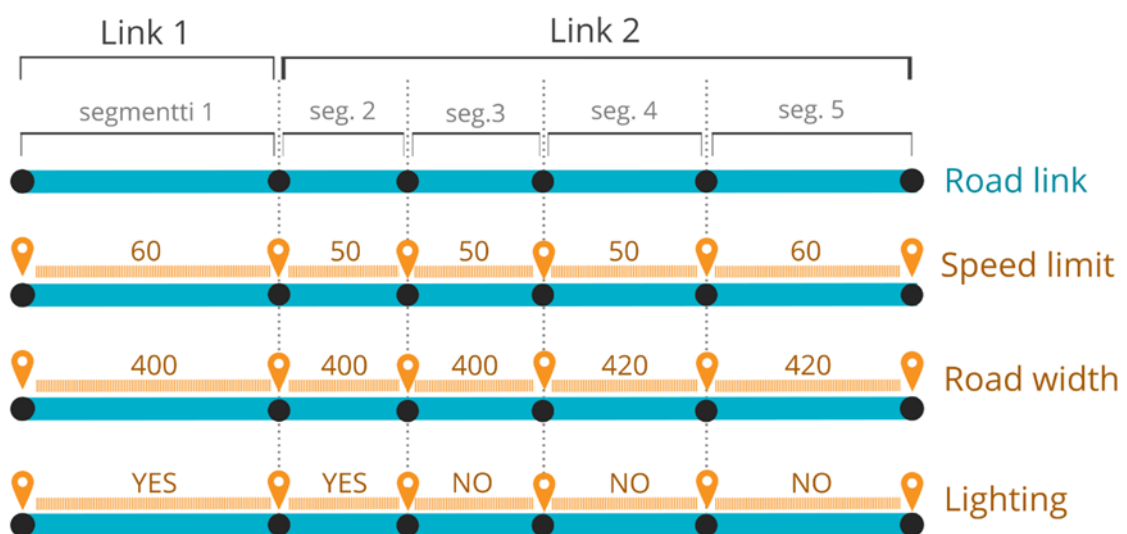 Link 1 Link 2
segmentti 1 seg. 2 seg.3 seg. 4 seg. 5
Road link
60 50 50 50 60 Speed limit
400 400 400 420 420 Road width
YES YES NO NO NO Lighting